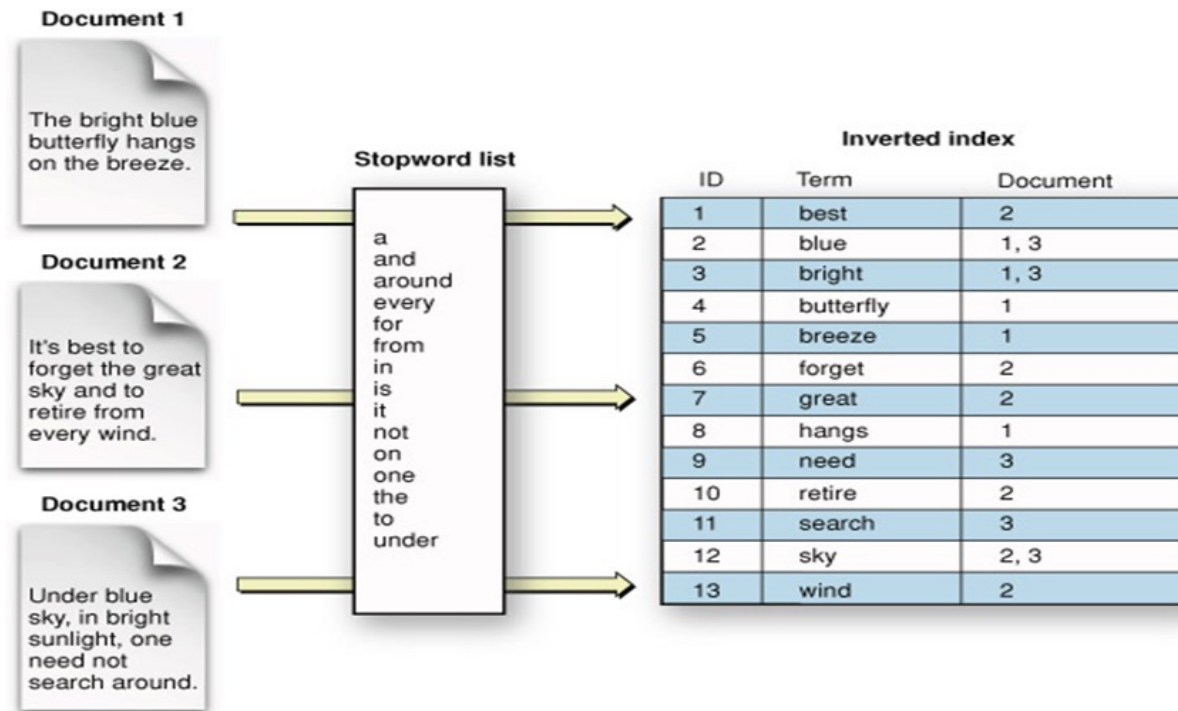 Document 1
The bright blue
butterfly hangs
on the breeze.
Document 2
It's best to
forget the great
sky and to
retire from
every wind.
Document 3
Under blue
sky, in bright
sunlight, one
need not
search around.
Stopword list
a
and
around
every
for
from
in
is
it
not
on
one
the
to
under
Inverted index
ID Term Document
1 best 2
2 blue 1, 3
3 bright 1, 3
4 butterfly 1
5 breeze 1
6 forget 2
7 great 2
8 hangs 1
9 need 3
10 retire 2
11 search 3
12 sky 2, 3
13 wind 2